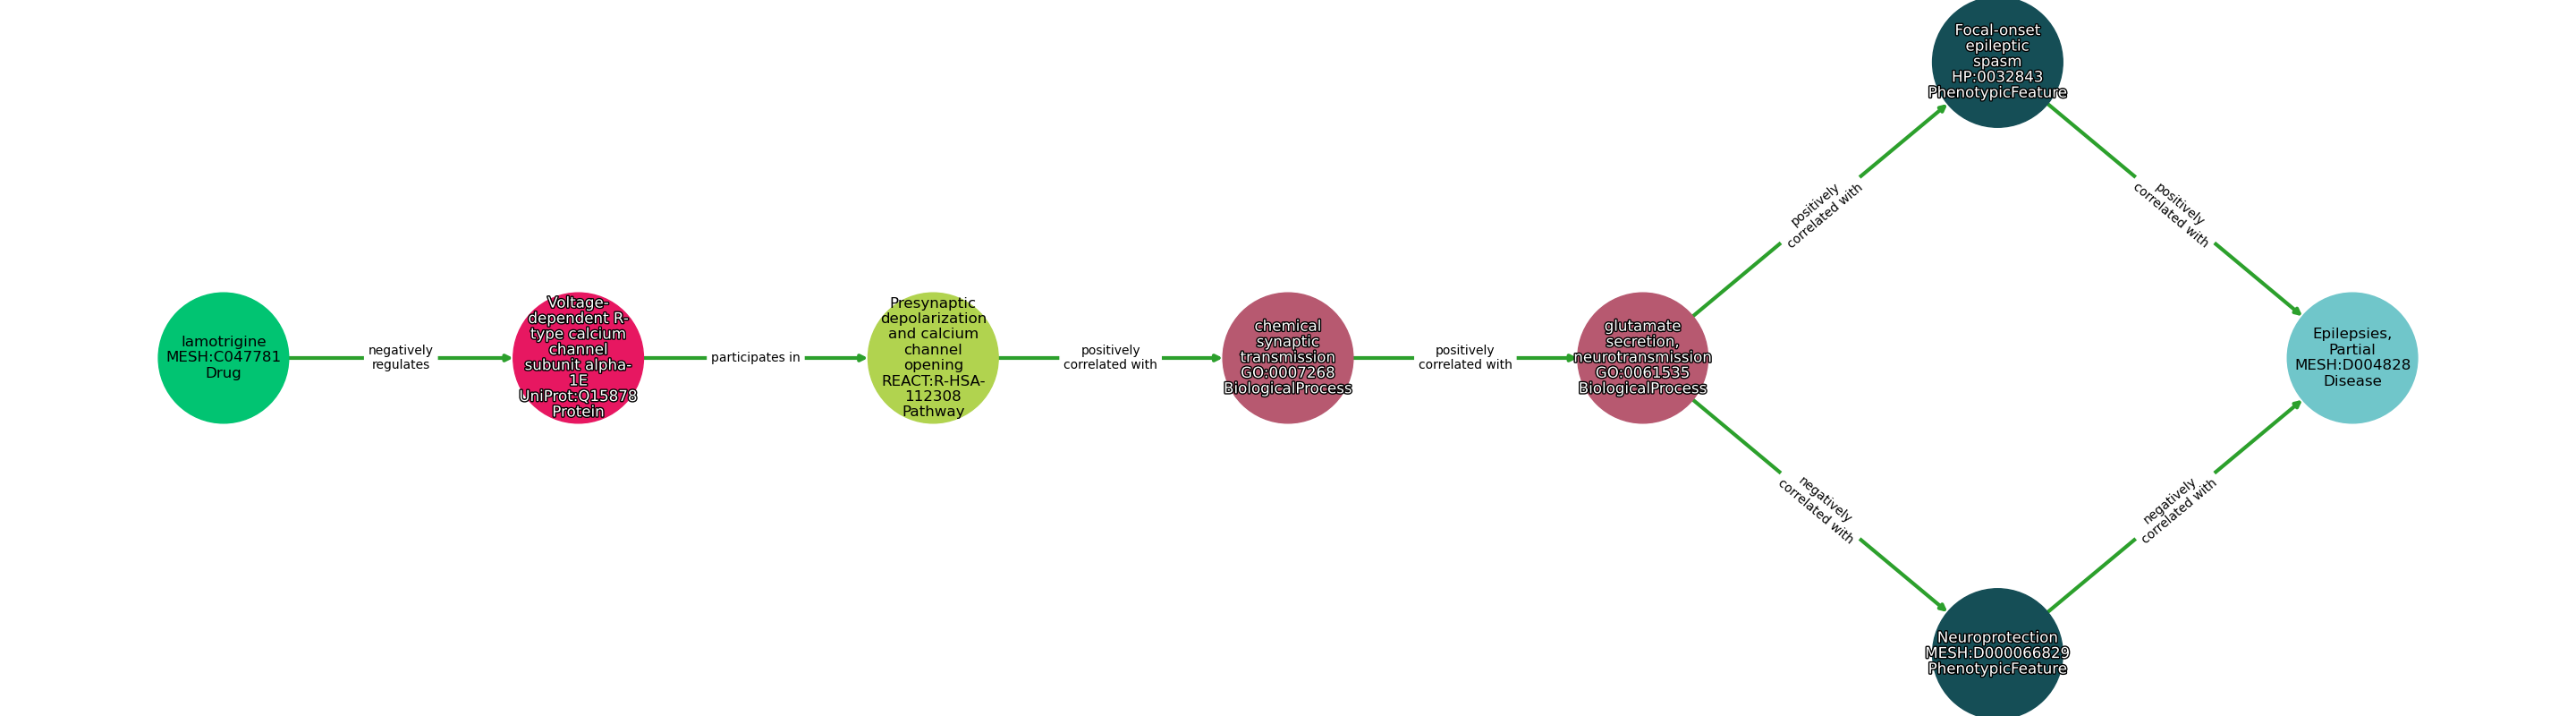 lamotrigine
MESH:C047781
Drug
negatively
regulates
Voltage-
dependent R-
type calcium
channel
subunit alpha-
1E
UniProt:Q15878
Protein
participates in
Presynaptic
depolarization
and calcium
channel
opening
REACT:R-HSA-
112308
Pathway
positively
correlated with
chemical
synaptic
transmission
GO:0007268
BiologicalProcess
positively
correlated with
glutamate
secretion,
neurotransmission
GO:0061535
BiologicalProcess
positively
correlated with
Focal-onset
epileptic
spasm
HP:0032843
PhenotypicFeature
positively
correlated with
negatively
correlated with
Neuroprotection
MESH:D000066829
PhenotypicFeature
negatively
correlated with
Epilepsies,
Partial
MESH:D004828
Disease